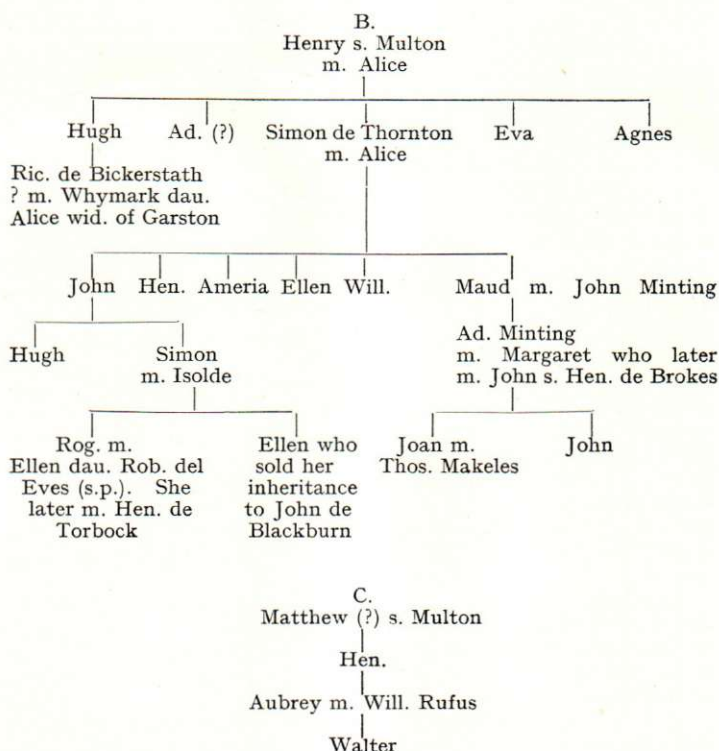 B.
Henry s. Multon
m. Alice
Hugh Ad. (?) Simon de Thornton Eva Agnes
m. Alice
Ric. de Bickerstath
? m. Whymark dau.
Alice wid. of Garston
John Hen. Ameria Ellen Will. Maud m. John Minting
Hugh Simon
m. Isolde
Ad. Minting
m. Margaret who later
m. John s. Hen. de Brokes
Rog. m.
Ellen dau. Rob. del
Eves (s.p.). She
later m. Hen. de
Torbock
Ellen who
sold her
inheritance
to John de
Blackburn
Joan m.
Thos. Makeles
John
C.
Matthew (?) s. Multon
Hen.
Aubrey m. Will. Rufus
Walter